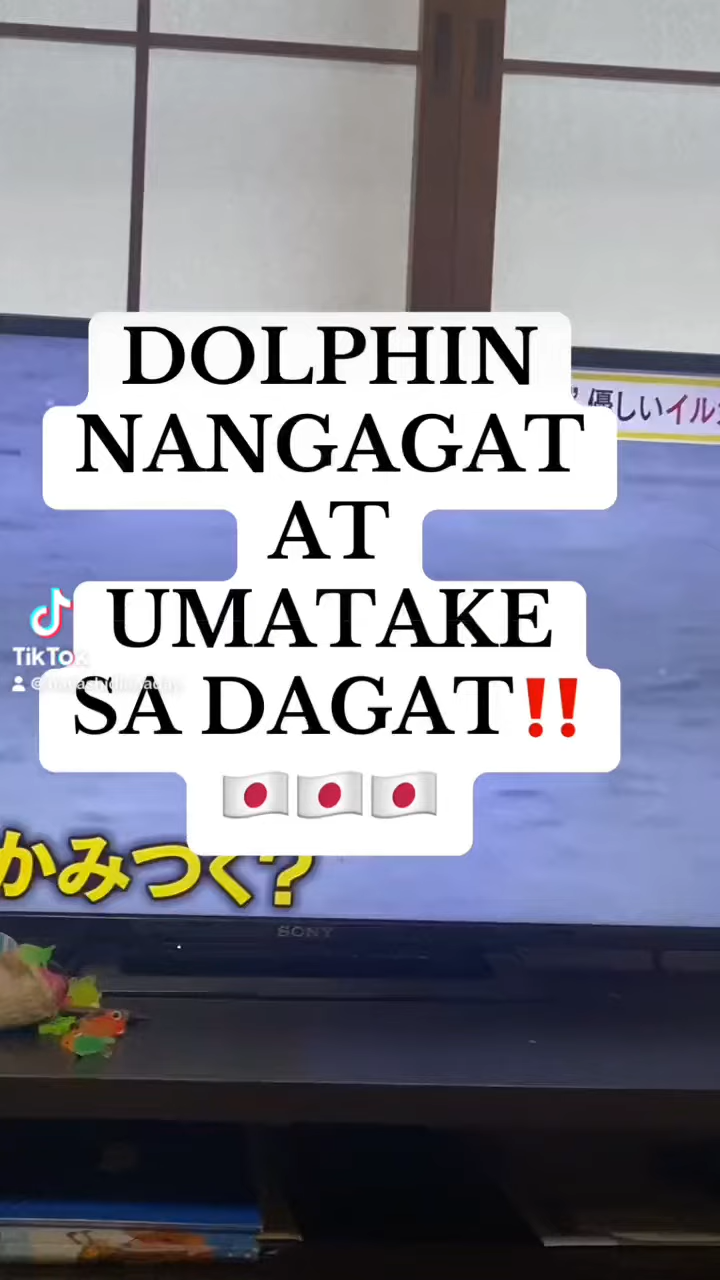 DOLPHIN
優しいイル
NANGAGAT
AT
UMATAKE
TikTok
SA DAGAT‼️
🇯🇵🇯🇵🇯🇵
かみつく?
SONY